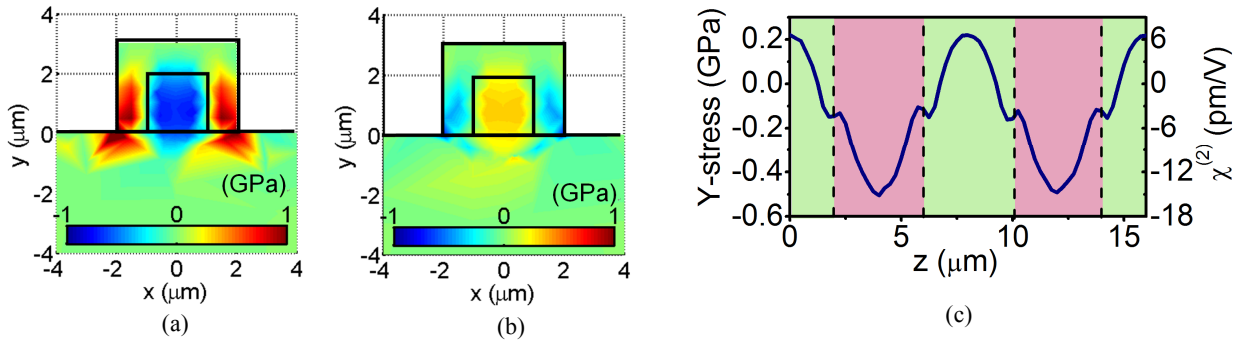 4
2
0
-2
-4
y (μm)
(GPa)
-1 0 1
-4 -2 0 2 4
x (μm)
(a)
4
2
0
-2
-4
y (μm)
(GPa)
-1 0 1
-4 -2 0 2 4
x (μm)
(b)
(c)
Y-stress (GPa)
0.2
0.0
-0.2
-0.4
-0.6
0 5 10 15
z (μm)
6
0
-6
-12
-18
χ(2) (pm/V)